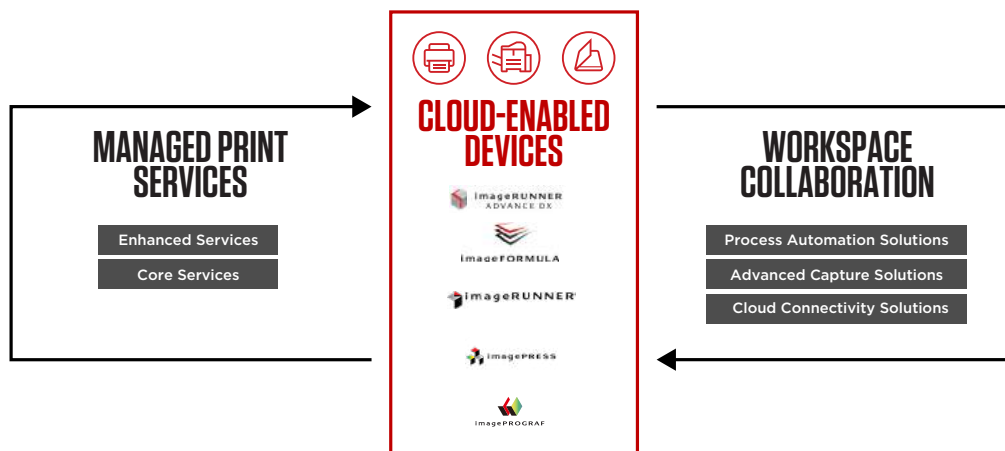 MANAGED PRINT
SERVICES
Enhanced Services
Core Services
CLOUD-ENABLED
DEVICES
imageRUNNER
ADVANCE DX
imageFORMULA
imageRUNNER
imagePRESS
imagePROGRAF
WORKSPACE
COLLABORATION
Process Automation Solutions
Advanced Capture Solutions
Cloud Connectivity Solutions